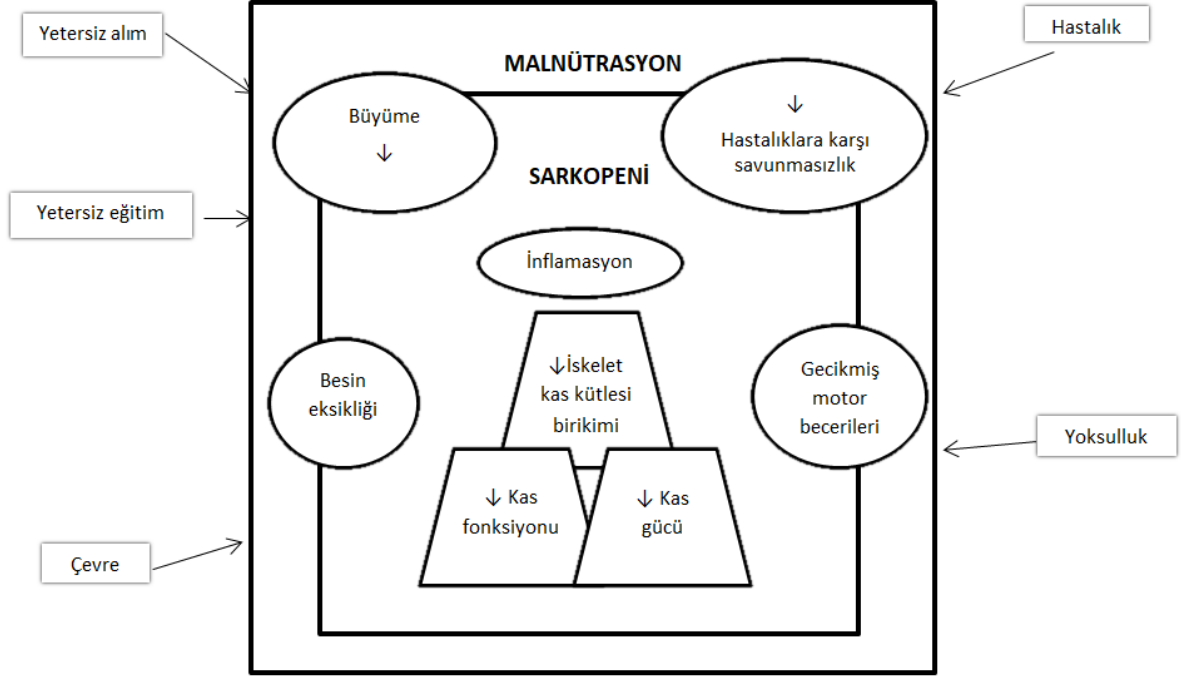 Yetersiz alım
Hastalık
MALNÜTRASYON
Büyüme
↓
↓
Hastalıklara karşı
savunmasızlık
SARKOPENİ
Yetersiz eğitim
İnflamasyon
↓İskelet
kas kütlesi
birikimi
Besin
eksikliği
Gecikmiş
motor
becerileri
Yoksulluk
↓ Kas
fonksiyonu
↓ Kas
gücü
Çevre